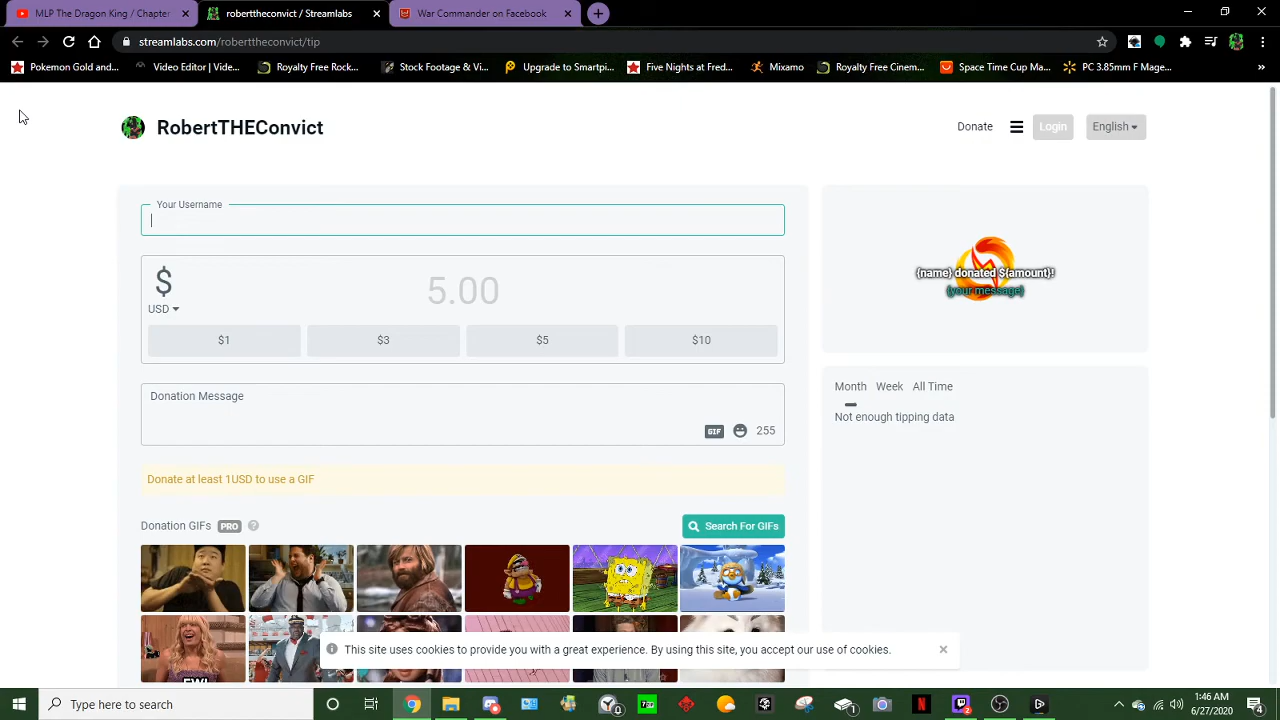 MLP The Dragon King / Chapter
roberttheconvict / Streamlabs
War Commander on Facebook
streamlabs.com/roberttheconvict/tip
Pokemon Gold and...
Video Editor | Vide...
Royalty Free Rock...
Stock Footage & Vi...
Upgrade to Smartpi...
Five Nights at Fred...
Mixamo
Royalty Free Cinem...
Space Time Cup Ma...
PC 3.85mm F Mage...
RobertTHEConvict
Donate
Login
English
Your Username
$
5.00
USD
$1
$3
$5
$10
Donation Message
GIF
255
Donate at least 1USD to use a GIF
Donation GIFs PRO ?
Search For GIFs
{name} donated ${amount}!
{your message}
Month Week All Time
Not enough tipping data
This site uses cookies to provide you with a great experience. By using this site, you accept our use of cookies.
Type here to search
1:46 AM
6/27/2020